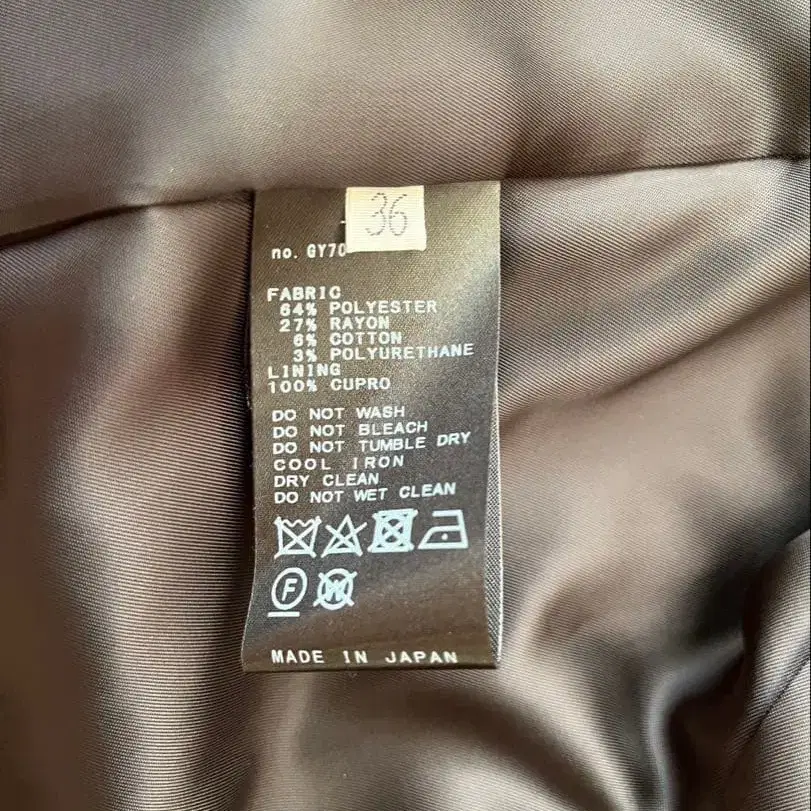 36
no. GY70
FABRIC
64% POLYESTER
27% RAYON
6% COTTON
3% POLYURETHANE
LINING
100% CUPRO
DO NOT WASH
DO NOT BLEACH
DO NOT TUMBLE DRY
COOL IRON
DRY CLEAN
DO NOT WET CLEAN
F W
MADE IN JAPAN